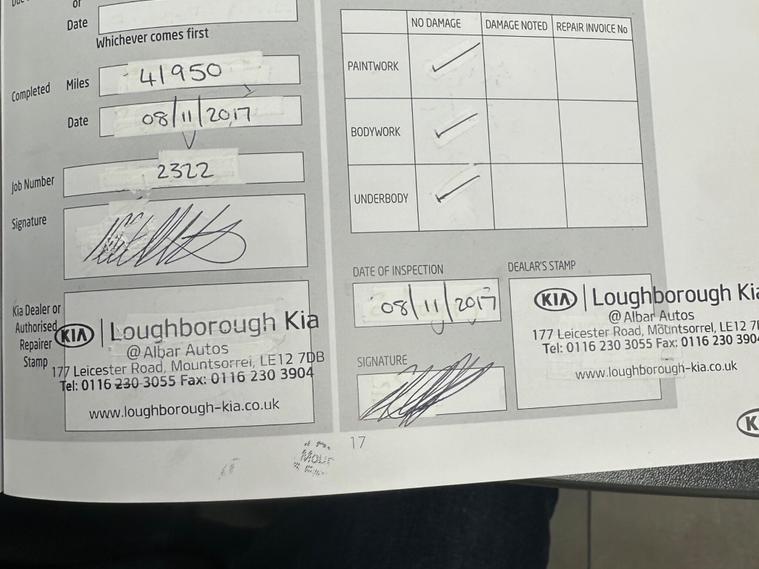 or
Date
Whichever comes first
Completed Miles 41950
Date 08/11/2017
Job Number 2322
Signature
Kia Dealer or
Authorised
Repairer
Stamp
KIA | Loughborough Kia
@ Albar Autos
177 Leicester Road, Mountsorrel, LE12 7DB
Tel: 0116 230 3055 Fax: 0116 230 3904
www.loughborough-kia.co.uk
NO DAMAGE DAMAGE NOTED REPAIR INVOICE No
PAINTWORK ✓
BODYWORK ✓
UNDERBODY ✓
DATE OF INSPECTION
08/11/2017
SIGNATURE
DEALAR'S STAMP
KIA | Loughborough Kia
@ Albar Autos
177 Leicester Road, Mountsorrel, LE12 7
Tel: 0116 230 3055 Fax: 0116 230 390
www.loughborough-kia.co.uk
17